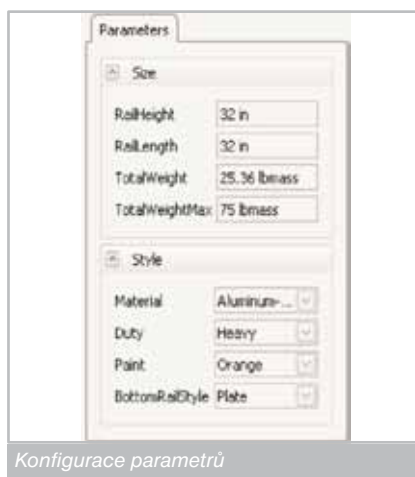 Parameters
Size
RailHeight 32 in
RailLength 32 in
TotalWeight 25.36 lbmass
TotalWeightMax 75 lbmass
Style
Material Aluminum-...
Duty Heavy
Paint Orange
BottomRailStyle Plate
Konfigurace parametrů